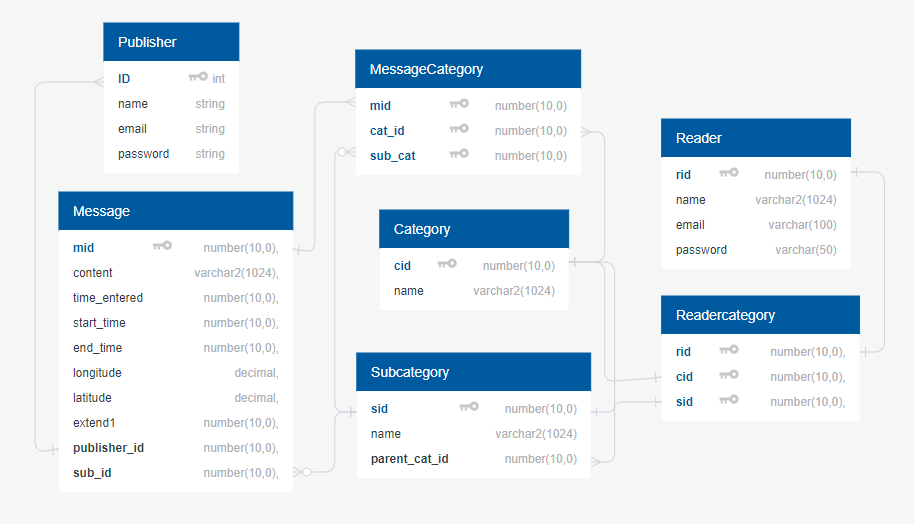 Publisher
ID int
name string
email string
password string
Message
mid number(10,0),
content varchar2(1024),
time_entered number(10,0),
start_time number(10,0),
end_time number(10,0),
longitude decimal,
latitude decimal,
extend1 number(10,0),
publisher_id number(10,0),
sub_id number(10,0),
MessageCategory
mid number(10,0)
cat_id number(10,0)
sub_cat number(10,0)
Category
cid number(10,0)
name varchar2(1024)
Subcategory
sid number(10,0)
name varchar2(1024)
parent_cat_id number(10,0)
Reader
rid number(10,0)
name varchar2(1024)
email varchar(100)
password varchar(50)
Readercategory
rid number(10,0),
cid number(10,0),
sid number(10,0),